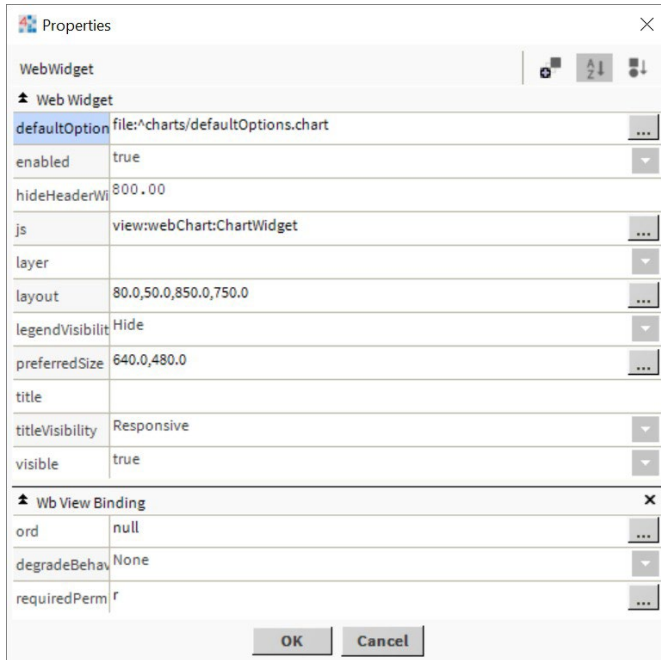 Properties
WebWidget
Web Widget
defaultOption file:^charts/defaultOptions.chart ...
enabled true
hideHeaderWi 800.00
js view:webChart:ChartWidget ...
layer
layout 80.0,50.0,850.0,750.0 ...
legendVisibilit Hide
preferredSize 640.0,480.0 ...
title
titleVisibility Responsive
visible true
Wb View Binding
ord null ...
degradeBehav None
requiredPerm r ...
OK Cancel